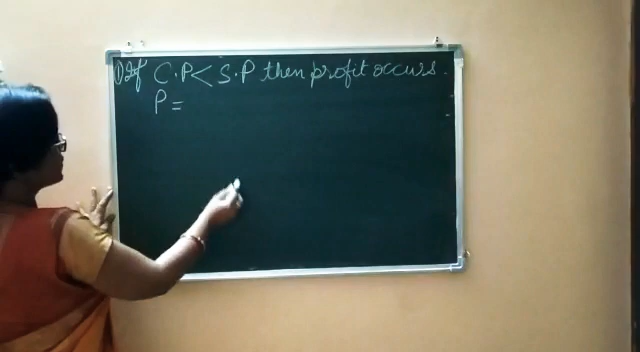 1) If C.P < S.P then profit occurs.
P =